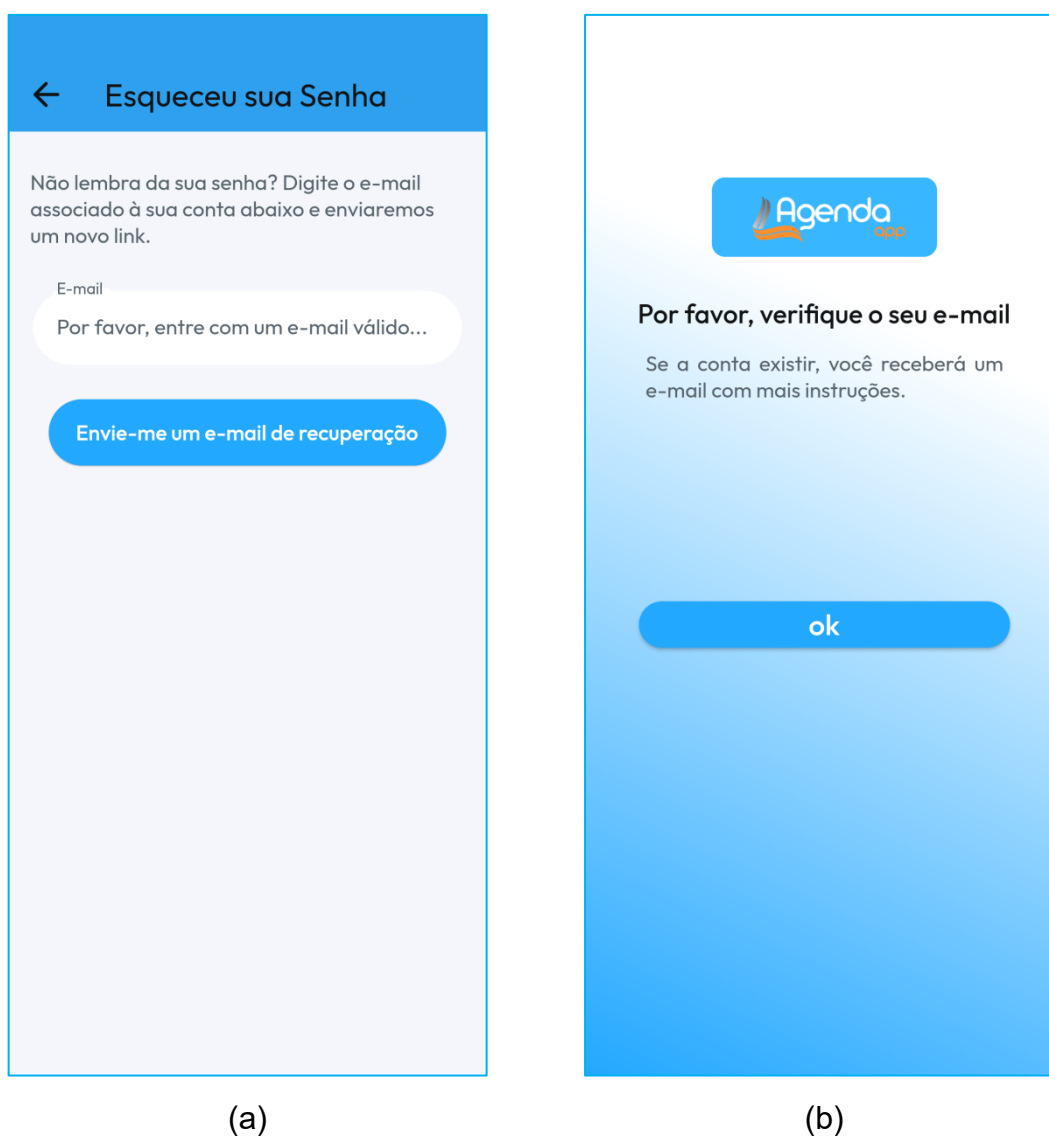 Esqueceu sua Senha
Não lembra da sua senha? Digite o e-mail
associado à sua conta abaixo e enviaremos
um novo link.
E-mail
Por favor, entre com um e-mail válido...
Envie-me um e-mail de recuperação
(a)
Agenda
app
Por favor, verifique o seu e-mail
Se a conta existir, você receberá um
e-mail com mais instruções.
ok
(b)